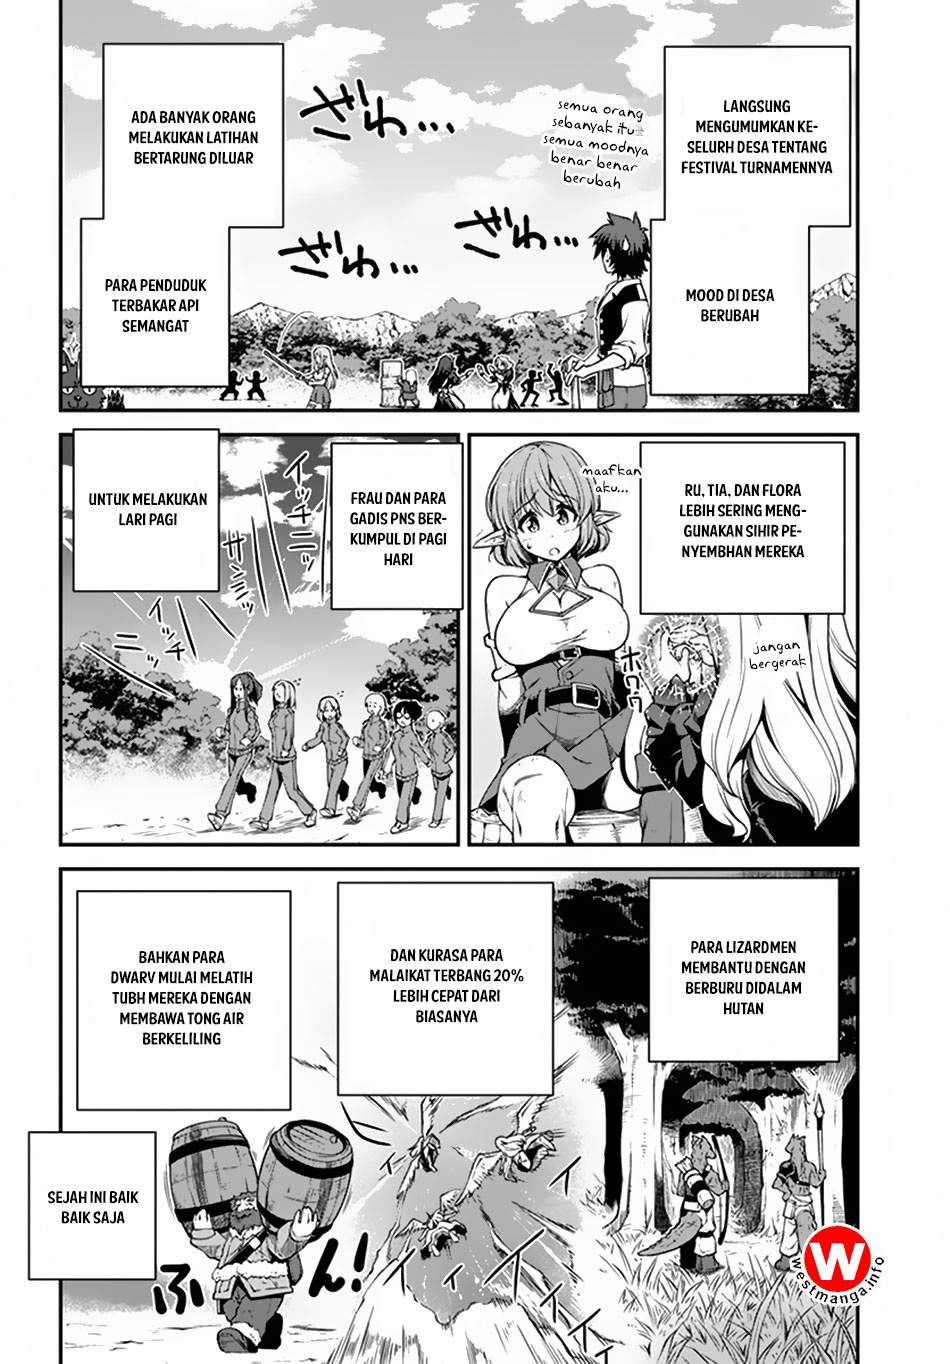 LANGSUNG
MENGUMUMKAN KE-
SELURH DESA TENTANG
FESTIVAL TURNAMENNYA
MOOD DI DESA
BERUBAH
semua orang
sebanyak itu
semua moodnya
benar benar
berubah
ざわ...
ざわ...
ADA BANYAK ORANG
MELAKUKAN LATIHAN
BERTARUNG DILUAR
PARA PENDUDUK
TERBAKAR API
SEMANGAT
RU, TIA, DAN FLORA
LEBIH SERING MENG-
GUNAKAN SIHIR PE-
NYEMBHAN MEREKA
maafkan
aku...
jangan
bergerak
ホワワ
FRAU DAN PARA
GADIS PNS BER-
KUMPUL DI PAGI
HARI
UNTUK MELAKUKAN
LARI PAGI
イッチニー
イッチニー
サンシー
PARA LIZARDMEN
MEMBANTU DENGAN
BERBURU DIDALAM
HUTAN
DAN KURASA PARA
MALAIKAT TERBANG 20%
LEBIH CEPAT DARI
BIASANYA
BAHKAN PARA
DWARV MULAI MELATIH
TUBH MEREKA DENGAN
MEMBAWA TONG AIR
BERKELILING
SEJAH INI BAIK
BAIK SAJA
ふん!
W
westmanga.info